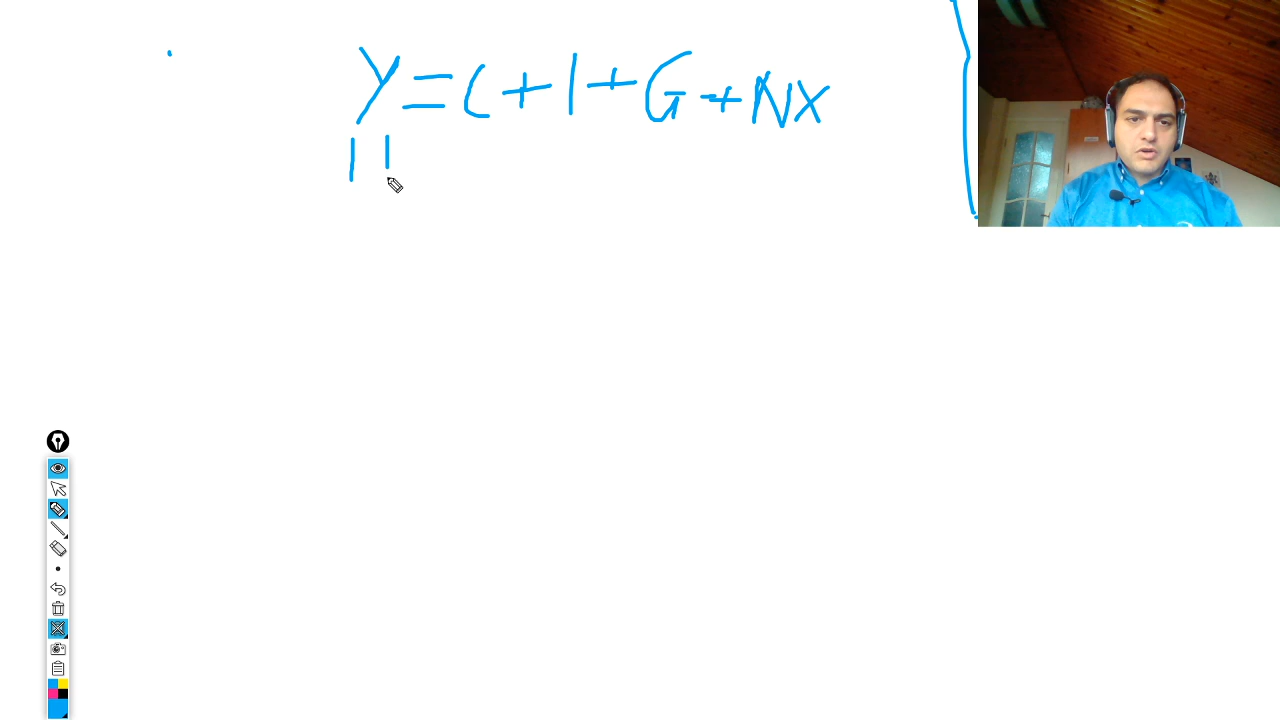 Y = C + I + G + NX